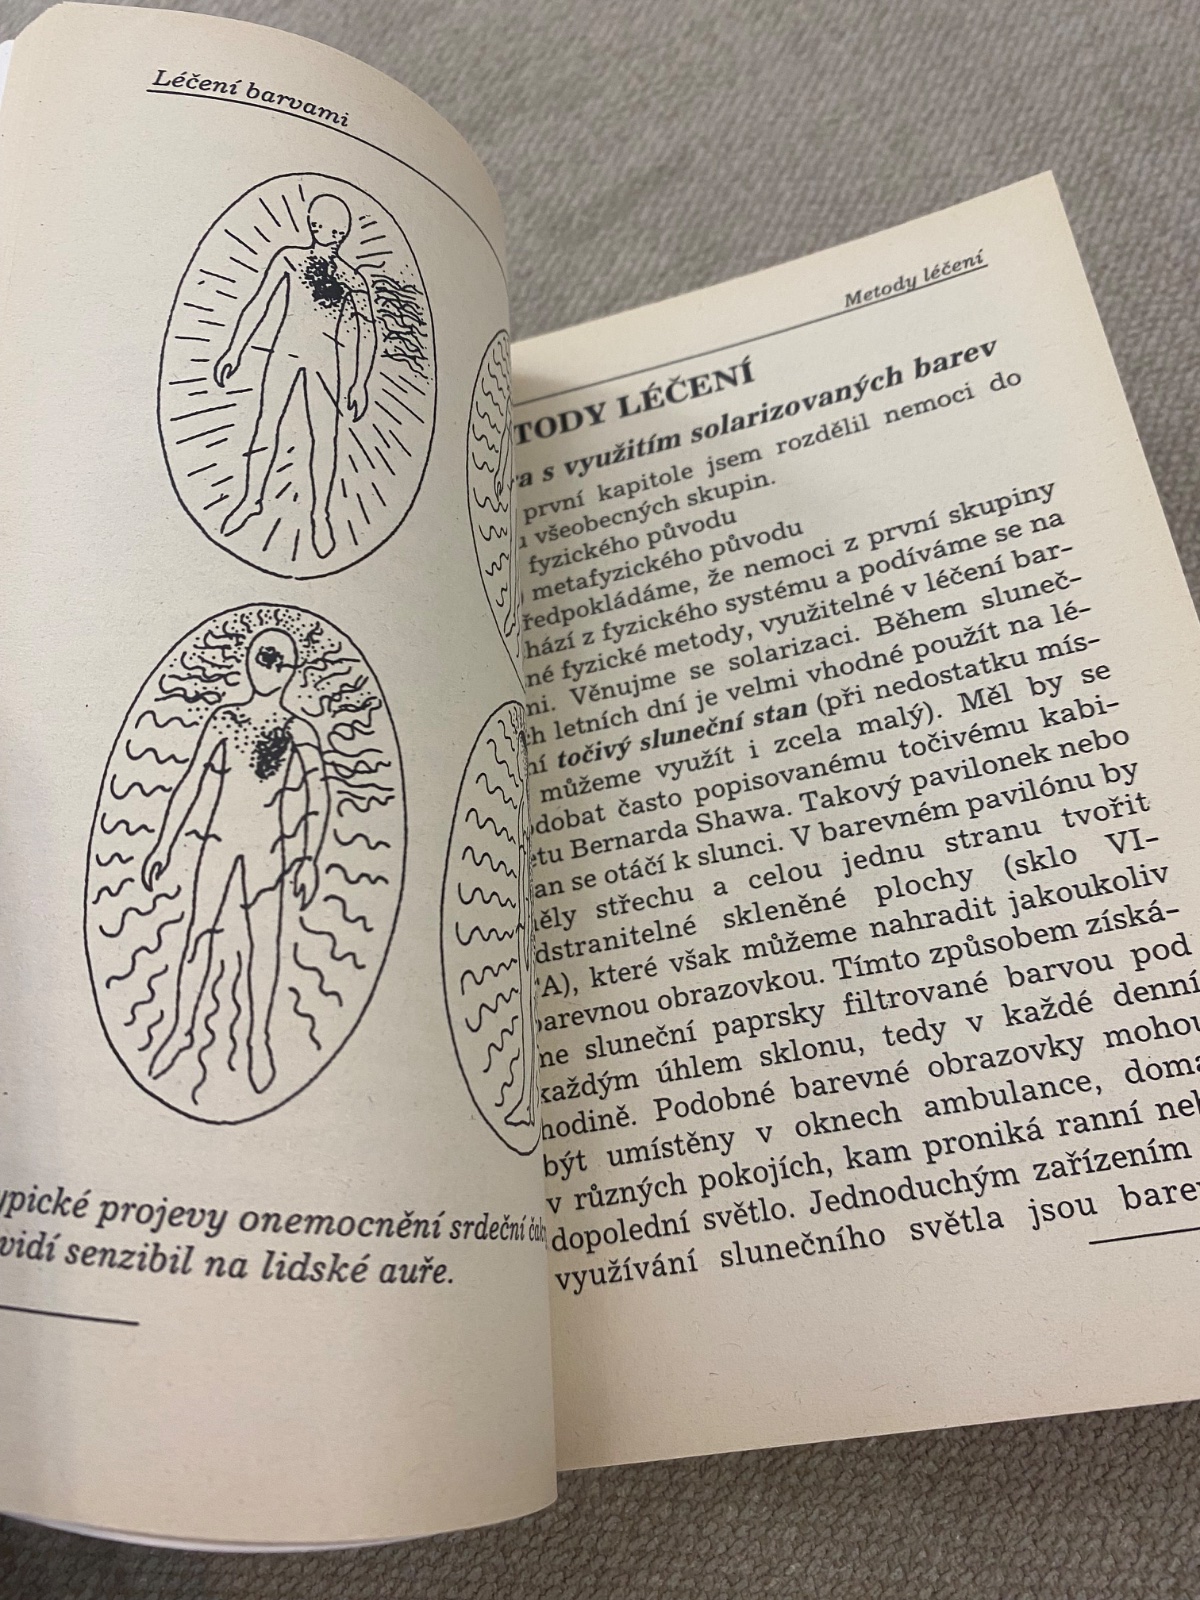 Léčení barvami
ypické projevy onemocnění srdeční
vidí senzibil na lidské auře.
Metody léčení
TODY LÉČENÍ
s využitím solarizovaných barev
první kapitole jsem rozdělil nemoci do
všeobecných skupin.
fyzického původu
metafyzického původu
ředpokládáme, že nemoci z první skupiny
hází z fyzického systému a podíváme se na
né fyzické metody, využitelné v léčení bar-
mi. Věnujme se solarizaci. Během sluneč-
ch letních dní je velmi vhodné použít na lé-
ní točivý sluneční stan (při nedostatku mís-
můžeme využít i zcela malý). Měl by se
odobat často popisovanému točivému kabi-
etu Bernarda Shawa. Takový pavilonek nebo
an se otáčí k slunci. V barevném pavilónu by
ěly střechu a celou jednu stranu tvořit
dstranitelné skleněné plochy (sklo VI-
A), které však můžeme nahradit jakoukoliv
barevnou obrazovkou. Tímto způsobem získá-
me sluneční paprsky filtrované barvou pod
každým úhlem sklonu, tedy v každé denní
hodině. Podobné barevné obrazovky mohou
být umístěny v oknech ambulance, doma
v různých pokojích, kam proniká ranní neb
dopolední světlo. Jednoduchým zařízením
využívání slunečního světla jsou bare